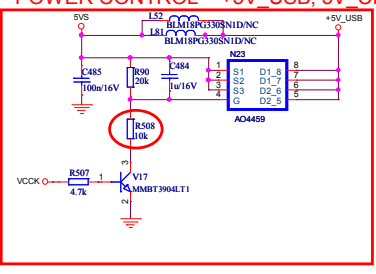 POWER CONTROL +5V_USB, 5V_
5VS
L52
BLM18PG330SN1D/NC
L81
BLM18PG330SN1D/NC
+5V_USB
N23
C485
100n/16V
R90
20k
C484
1u/16V
1 S1 D1_8 8
2 S2 D1_7 7
3 S3 D2_6 6
4 G D2_5 5
AO4459
R508
10k
3
VCCK
R507
4.7k
1
V17
MMBT3904LT1
2